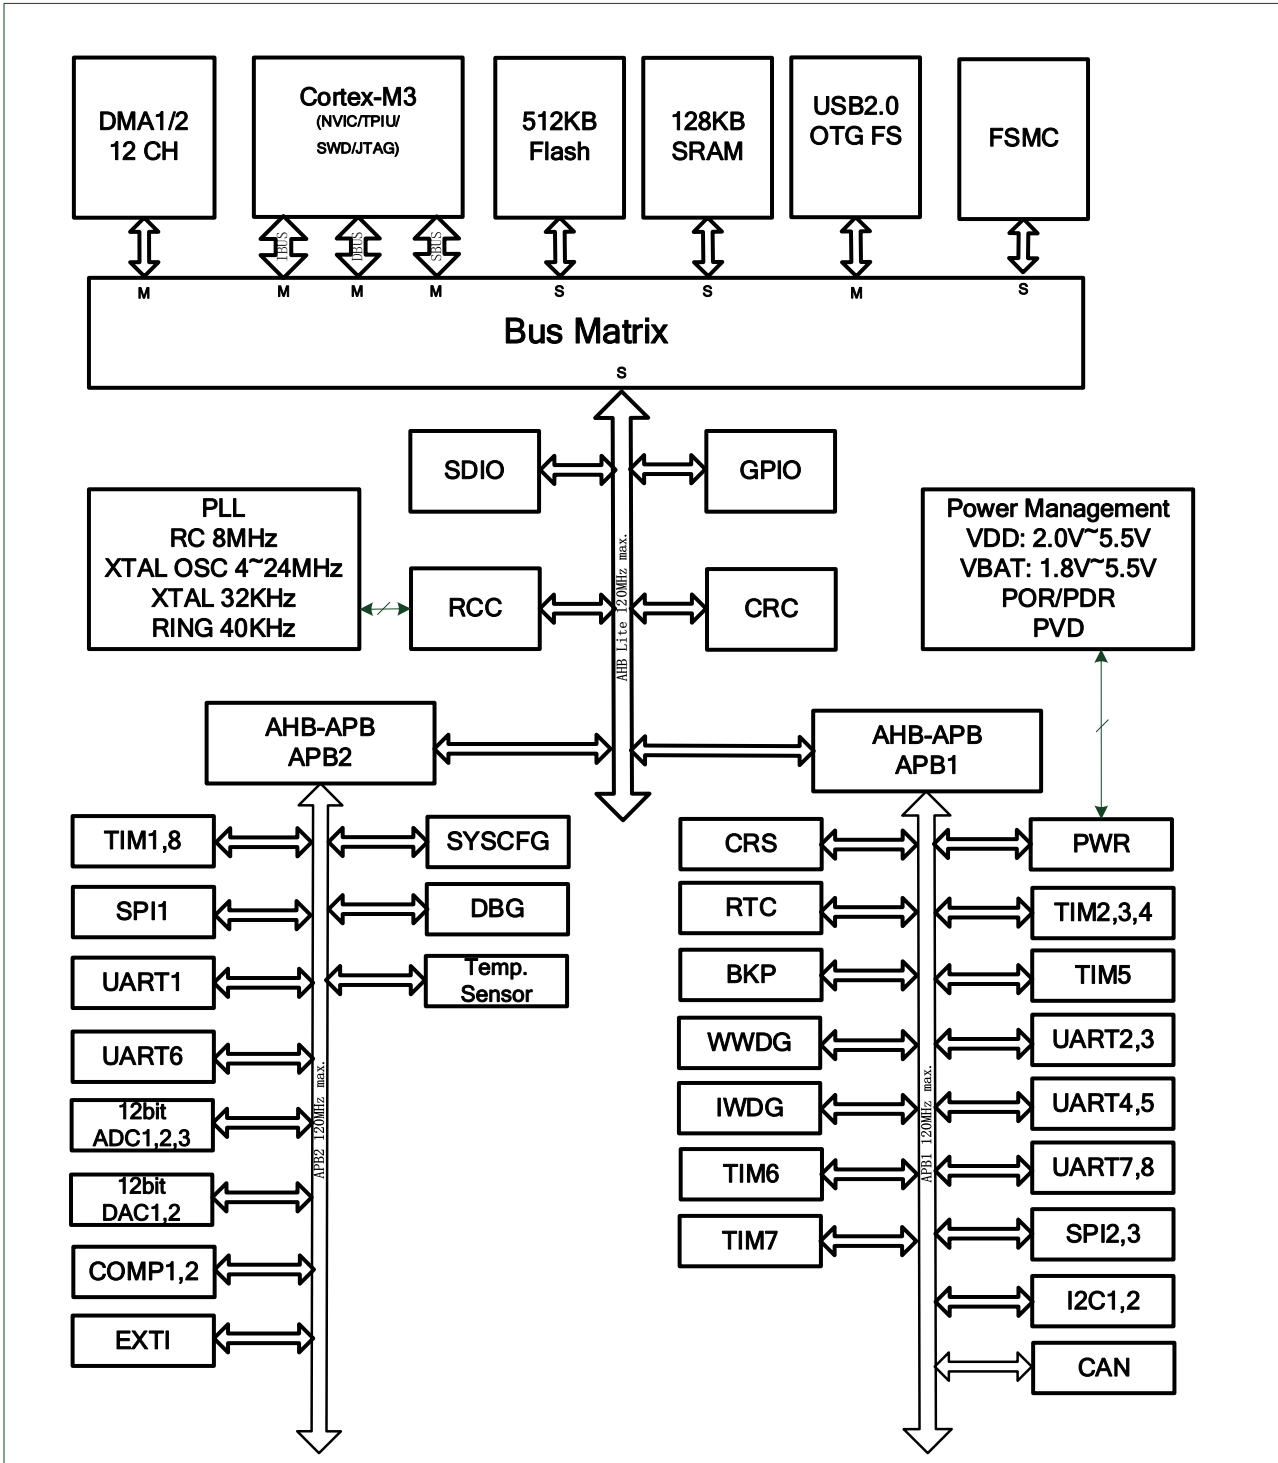 DMA1/2
12 CH
Cortex-M3
(NVIC/TPIU/
SWD/JTAG)
512KB
Flash
128KB
SRAM
USB2.0
OTG FS
FSMC
IBUS
DBUS
SBUS
M
M
M
M
S
S
M
S
Bus Matrix
S
SDIO
GPIO
PLL
RC 8MHz
XTAL OSC 4~24MHz
XTAL 32KHz
RING 40KHz
RCC
CRC
AHB Lite 120MHz max.
Power Management
VDD: 2.0V~5.5V
VBAT: 1.8V~5.5V
POR/PDR
PVD
AHB-APB
APB2
AHB-APB
APB1
TIM1,8
SPI1
UART1
UART6
12bit
ADC1,2,3
12bit
DAC1,2
COMP1,2
EXTI
APB2 120MHz max.
SYSCFG
DBG
Temp.
Sensor
CRS
RTC
BKP
WWDG
IWDG
TIM6
TIM7
APB1 120MHz max.
PWR
TIM2,3,4
TIM5
UART2,3
UART4,5
UART7,8
SPI2,3
I2C1,2
CAN